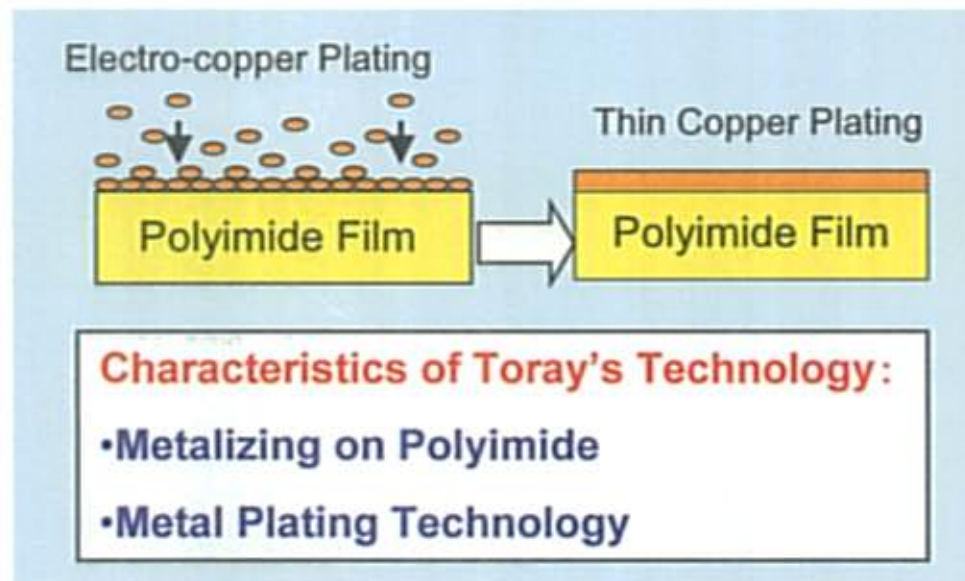 Electro-copper Plating
Thin Copper Plating
Polyimide Film
Polyimide Film
Characteristics of Toray's Technology:
•Metalizing on Polyimide
•Metal Plating Technology